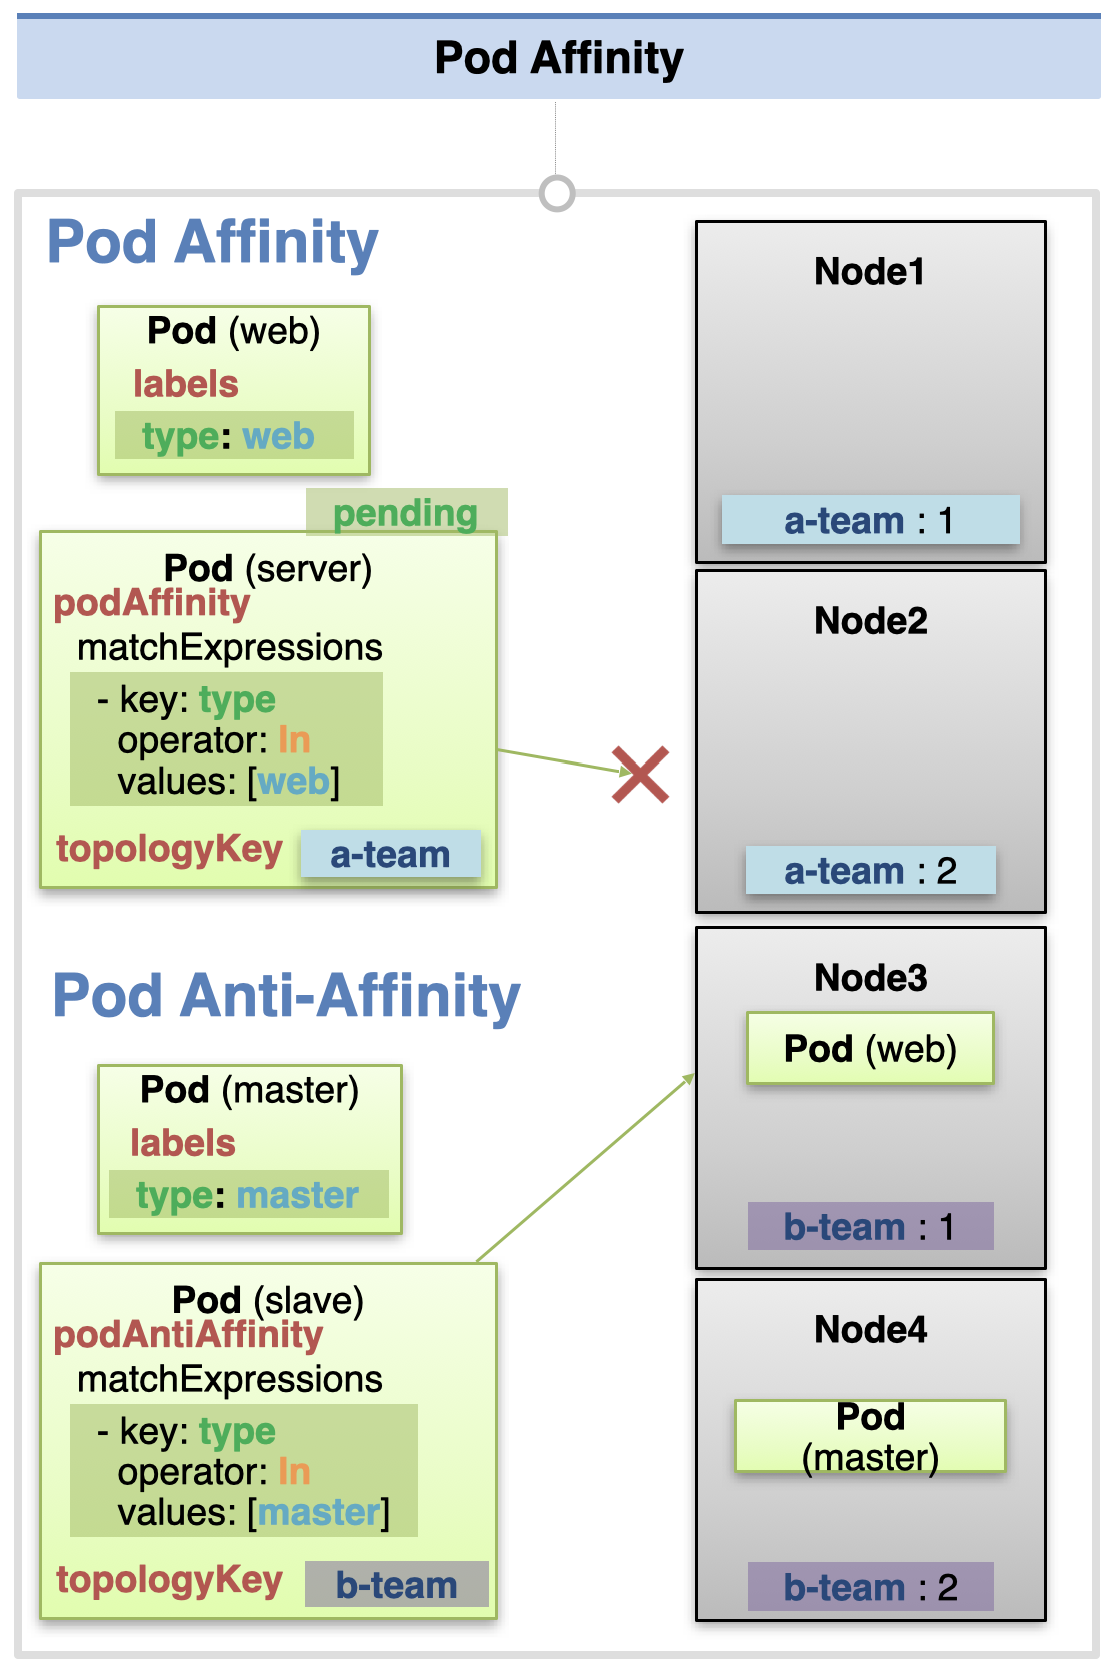 Pod Affinity
Pod Affinity
Pod (web)
labels
type: web
pending
Pod (server)
podAffinity
matchExpressions
- key: type
operator: In
values: [web]
topologyKey a-team
Pod Anti-Affinity
Pod (master)
labels
type: master
Pod (slave)
podAntiAffinity
matchExpressions
- key: type
operator: In
values: [master]
topologyKey b-team
Node1
a-team : 1
Node2
a-team : 2
Node3
Pod (web)
b-team : 1
Node4
Pod
(master)
b-team : 2